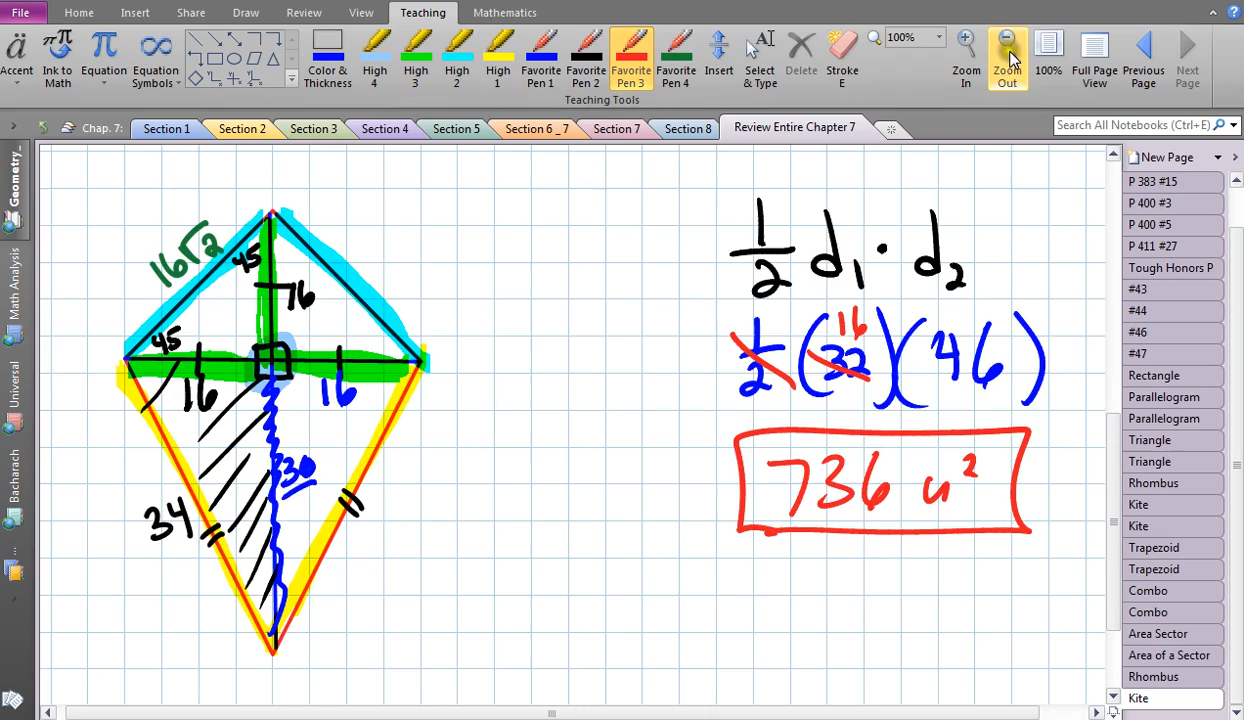 File Home Insert Share Draw Review View Teaching Mathematics
ä π
Accent Ink to Math Equation Equation Symbols Color & Thickness High 4 High 3 High 2 High 1 Favorite Pen 1 Favorite Pen 2 Favorite Pen 3 Favorite Pen 4 Insert Select & Type Delete Stroke E 100% Zoom In Zoom Out 100% Full Page View Previous Page Next Page
Teaching Tools
Chap. 7: Section 1 Section 2 Section 3 Section 4 Section 5 Section 6 _ 7 Section 7 Section 8 Review Entire Chapter 7 Search All Notebooks (Ctrl+E)
Geometry_
Math Analysis
Universal
Bacharach
16√2
45
16
45
16 16
30
34
1/2 d1 · d2
16
1/2 (32)(46)
736 u²
New Page
P 383 #15
P 400 #3
P 400 #5
P 411 #27
Tough Honors P
#43
#44
#46
#47
Rectangle
Parallelogram
Parallelogram
Triangle
Triangle
Rhombus
Kite
Kite
Trapezoid
Trapezoid
Combo
Combo
Area Sector
Area of a Sector
Rhombus
Kite